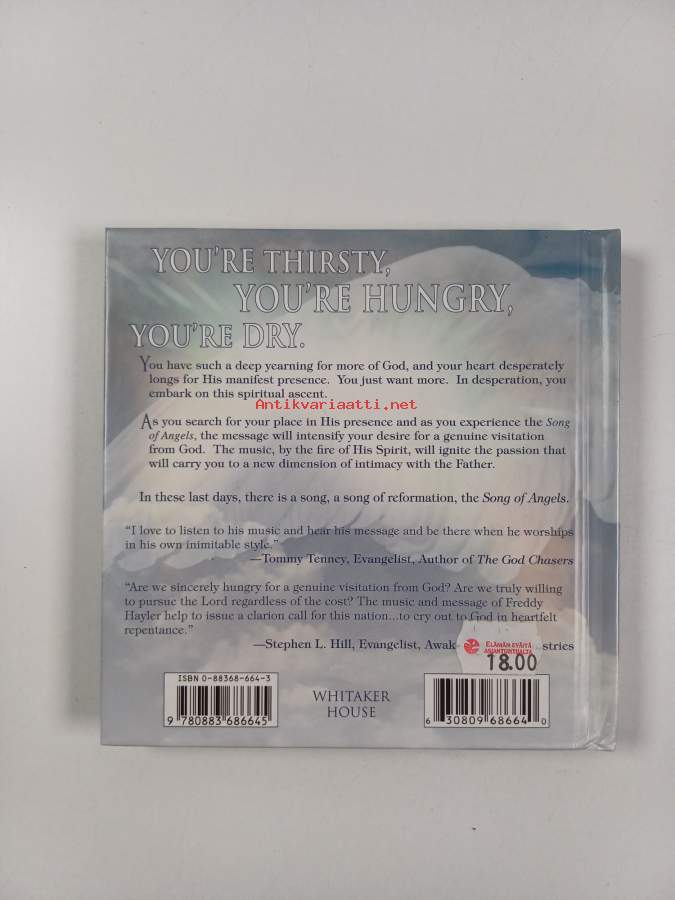 YOU'RE THIRSTY,
YOU'RE HUNGRY,
YOU'RE DRY.
You have such a deep yearning for more of God, and your heart desperately
longs for His manifest presence. You just want more. In desperation, you
embark on this spiritual ascent.
Antikvariaatti.net
As you search for your place in His presence and as you experience the Song
of Angels, the message will intensify your desire for a genuine visitation
from God. The music, by the fire of His Spirit, will ignite the passion that
will carry you to a new dimension of intimacy with the Father.
In these last days, there is a song, a song of reformation, the Song of Angels.
“I love to listen to his music and hear his message and be there when he worships
in his own inimitable style.”
—Tommy Tenney, Evangelist, Author of The God Chasers
“Are we sincerely hungry for a genuine visitation from God? Are we truly willing
to pursue the Lord regardless of the cost? The music and message of Freddy
Hayler help to issue a clarion call for this nation...to cry out to God in heartfelt
repentance.”
—Stephen L. Hill, Evangelist, Awak stries
ELÄMÄN EVÄITÄ
ASIANTUNTIJALTA
18.00
ISBN 0-88368-664-3
9 780883 686645
WHITAKER
HOUSE
6 30809 68664 0